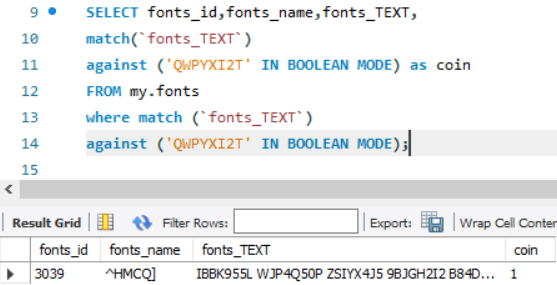 9 SELECT fonts_id,fonts_name,fonts_TEXT,
10 match(`fonts_TEXT`)
11 against ('QWPYXI2T' IN BOOLEAN MODE) as coin
12 FROM my.fonts
13 where match (`fonts_TEXT`)
14 against ('QWPYXI2T' IN BOOLEAN MODE);
15
Result Grid Filter Rows: Export: Wrap Cell Conter
fonts_id fonts_name fonts_TEXT coin
3039 ^HMCQ] IBBK955L WJP4Q50P ZSIYX4J5 9BJGH2I2 B84D... 1